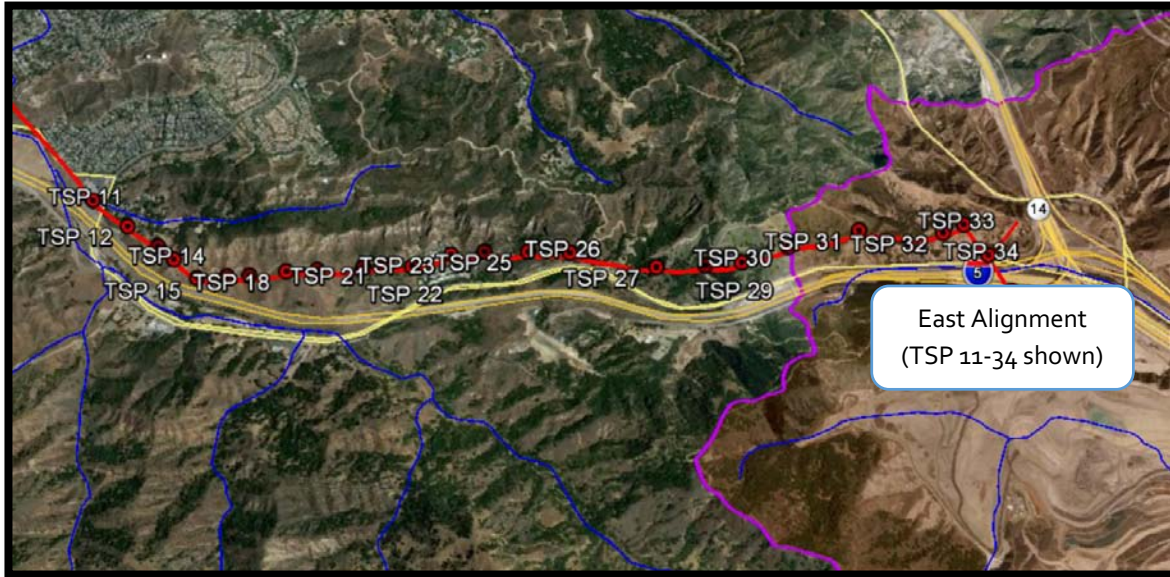 TSP 11
TSP 12
TSP 14
TSP 15
TSP 18
TSP 21
TSP 22
TSP 23
TSP 25
TSP 26
TSP 27
TSP 29
TSP 30
TSP 31
TSP 32
TSP 33
TSP 34
14
5
East Alignment
(TSP 11-34 shown)